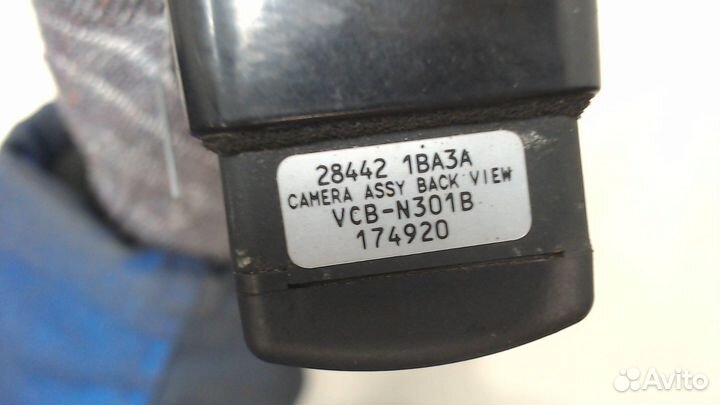 28442 1BA3A
CAMERA ASSY BACK VIEW
VCB-N301B
174920
Avito